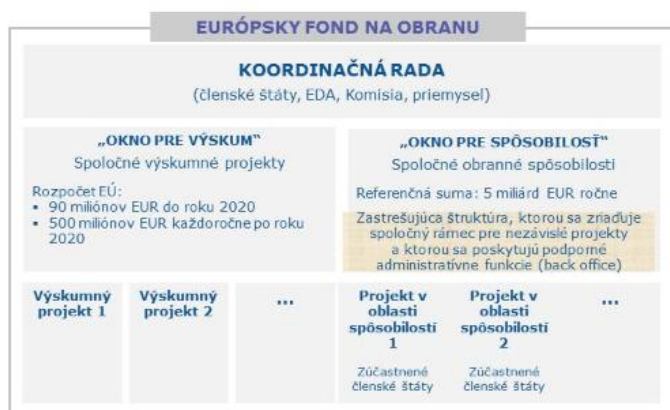 EURÓPSKY FOND NA OBRANU
KOORDINAČNÁ RADA
(členské štáty, EDA, Komisia, priemysel)
„OKNO PRE VÝSKUM“
Spoločné výskumné projekty
Rozpočet EÚ:
▪ 90 miliónov EUR do roku 2020
▪ 500 miliónov EUR každoročne po roku
2020
„OKNO PRE SPÔSOBILOSŤ“
Spoločné obranné spôsobilosti
Referenčná suma: 5 miliárd EUR ročne
Zastrešujúca štruktúra, ktorou sa zriaďuje
spoločný rámec pre nezávislé projekty
a ktorou sa poskytujú podporné
administratívne funkcie (back office)
Výskumný
projekt 1
Výskumný
projekt 2
...
Projekt v
oblasti
spôsobilostí
1
Zúčastnené
členské štáty
Projekt v
oblasti
spôsobilostí
2
Zúčastnené
členské štáty
...